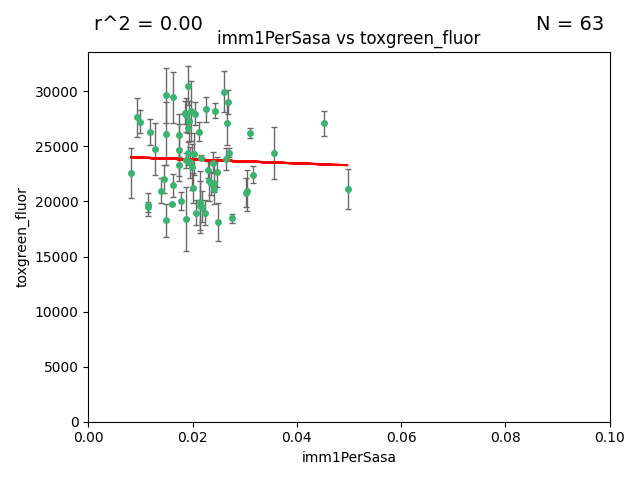 r^2 = 0.00
N = 63
imm1PerSasa vs toxgreen_fluor
toxgreen_fluor
30000
25000
20000
15000
10000
5000
0
0.00 0.02 0.04 0.06 0.08 0.10
imm1PerSasa